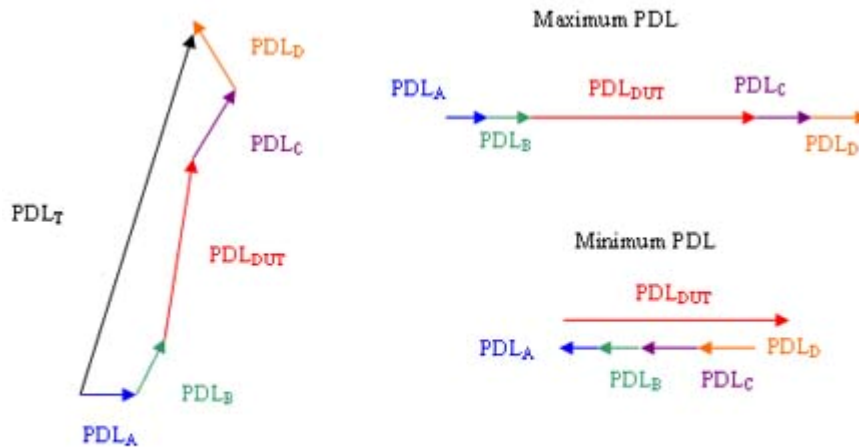 PDL_D
PDL_C
PDL_T
PDL_DUT
PDL_B
PDL_A
Maximum PDL
PDL_A
PDL_DUT
PDL_C
PDL_B
PDL_D
Minimum PDL
PDL_DUT
PDL_A
PDL_D
PDL_B
PDL_C